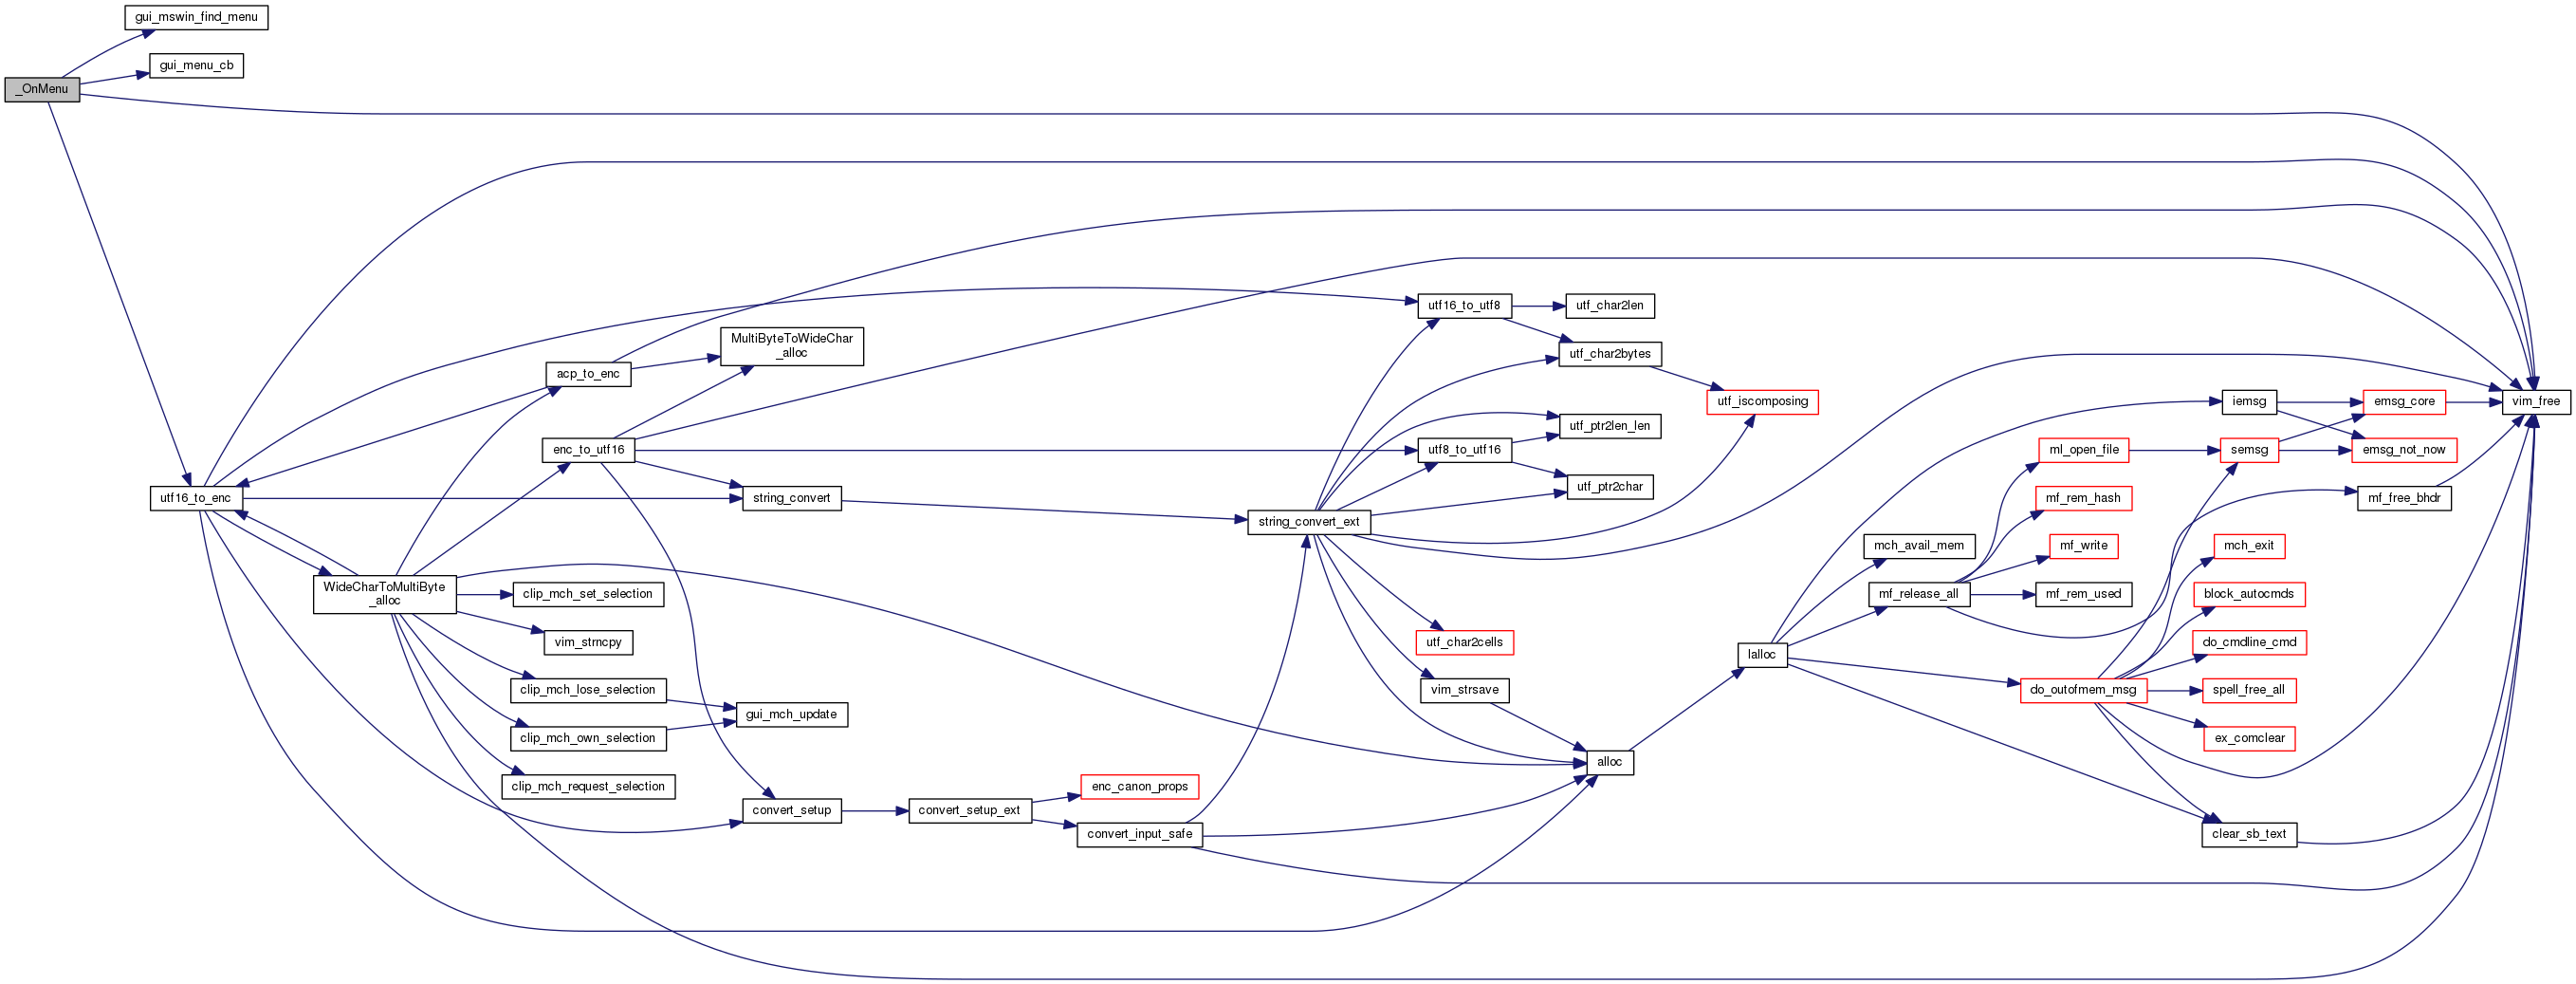 gui_mswin_find_menu
gui_menu_cb
_OnMenu
utf16_to_utf8
utf_char2len
MultiByteToWideChar
_alloc
utf_char2bytes
acp_to_enc
utf_iscomposing
iemsg
emsg_core
vim_free
utf_ptr2len_len
enc_to_utf16
utf8_to_utf16
ml_open_file
semsg
emsg_not_now
utf_ptr2char
utf16_to_enc
string_convert
mf_rem_hash
mf_free_bhdr
string_convert_ext
mch_avail_mem
mf_write
mch_exit
WideCharToMultiByte
_alloc
clip_mch_set_selection
mf_release_all
mf_rem_used
block_autocmds
vim_strncpy
utf_char2cells
lalloc
do_cmdline_cmd
clip_mch_lose_selection
vim_strsave
do_outofmem_msg
spell_free_all
gui_mch_update
clip_mch_own_selection
ex_comclear
alloc
clip_mch_request_selection
enc_canon_props
convert_setup
convert_setup_ext
convert_input_safe
clear_sb_text